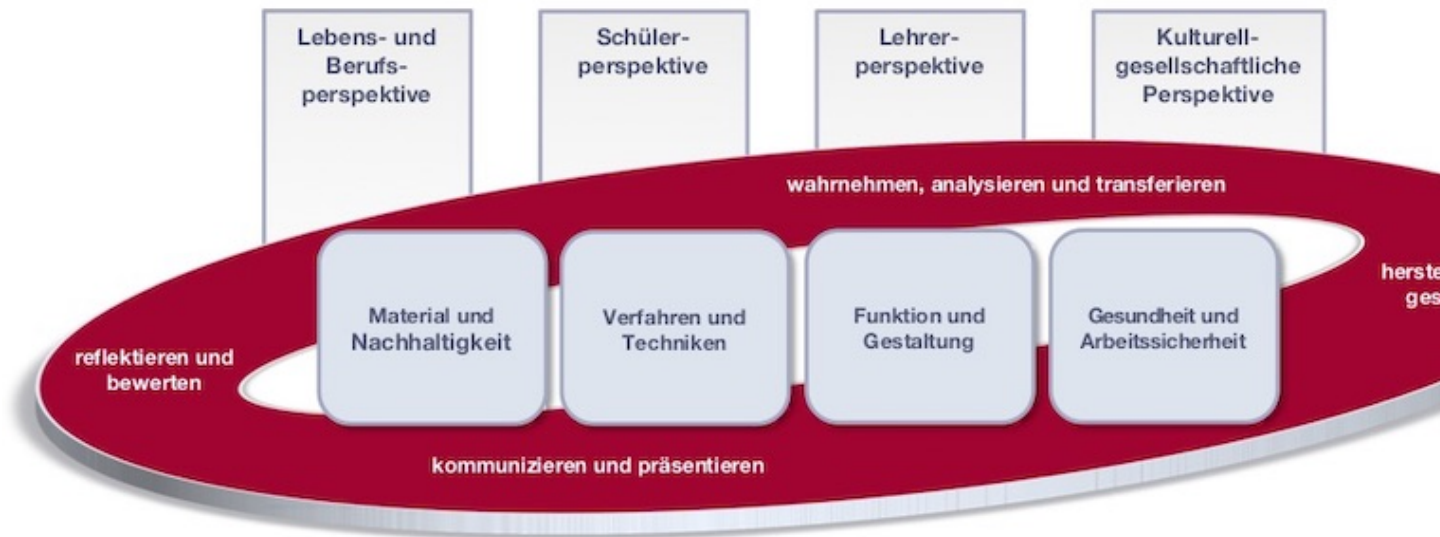 Lebens- und
Berufs-
perspektive
Schüler-
perspektive
Lehrer-
perspektive
Kulturell-
gesellschaftliche
Perspektive
wahrnehmen, analysieren und transferieren
Material und
Nachhaltigkeit
Verfahren und
Techniken
Funktion und
Gestaltung
Gesundheit und
Arbeitssicherheit
reflektieren und
bewerten
kommunizieren und präsentieren